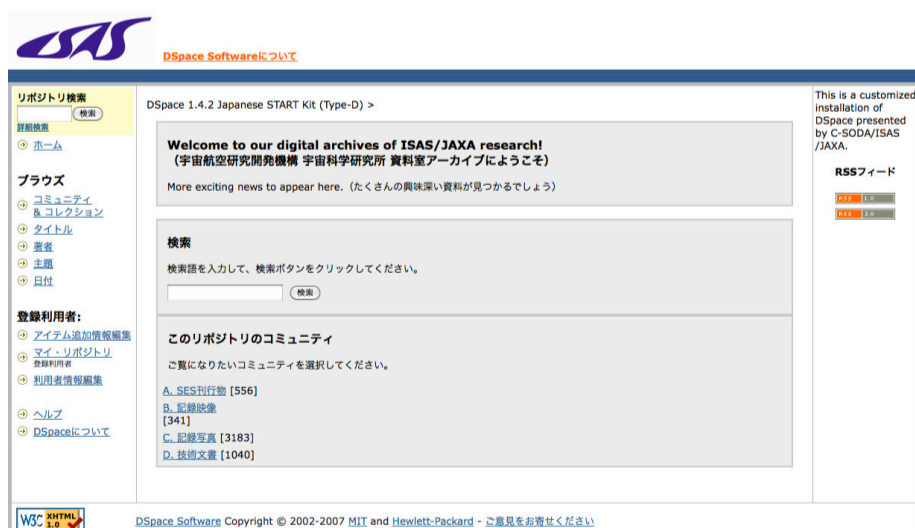 ISAS
DSpace Softwareについて
リポジトリ検索
検索
詳細検索
ホーム
ブラウズ
コミュニティ
& コレクション
タイトル
著者
主題
日付
登録利用者:
アイテム追加情報編集
マイ・リポジトリ
登録利用者
利用者情報編集
ヘルプ
DSpaceについて
DSpace 1.4.2 Japanese START Kit (Type-D) >
Welcome to our digital archives of ISAS/JAXA research!
（宇宙航空研究開発機構 宇宙科学研究所 資料室アーカイブにようこそ）
More exciting news to appear here.（たくさんの興味深い資料が見つかるでしょう）
検索
検索語を入力して、検索ボタンをクリックしてください。
検索
このリポジトリのコミュニティ
ご覧になりたいコミュニティを選択してください。
A. SES刊行物 [556]
B. 記録映像
[341]
C. 記録写真 [3183]
D. 技術文書 [1040]
This is a customized
installation of
DSpace presented
by C-SODA/ISAS
/JAXA.
RSSフィード
RSS 1.0
RSS 2.0
W3C XHTML 1.0
DSpace Software Copyright © 2002-2007 MIT and Hewlett-Packard - ご意見をお寄せください